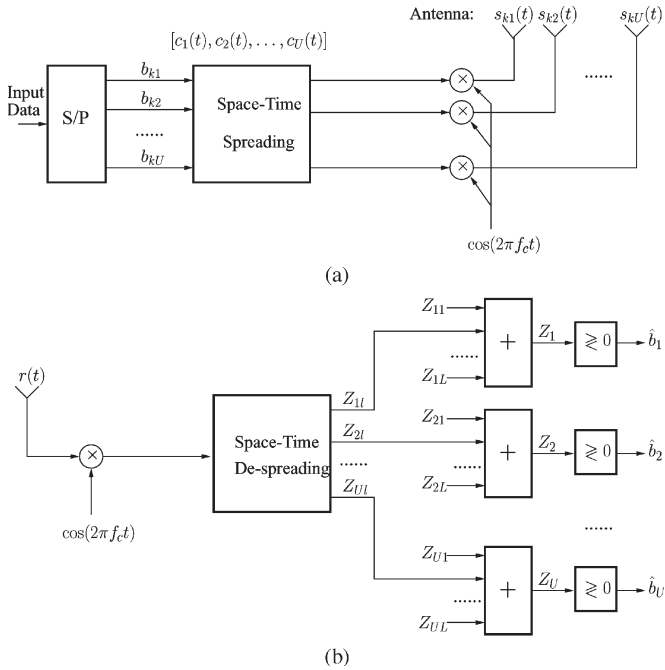 Antenna: s_{k1}(t) s_{k2}(t) s_{kU}(t)
[c_1(t), c_2(t), . . . , c_U(t)]
......
Input
Data
S/P
b_{k1}
b_{k2}
......
b_{kU}
Space-Time
Spreading
×
×
×
cos(2πf_ct)
(a)
r(t)
×
cos(2πf_ct)
Space-Time
De-spreading
Z_{1l}
Z_{2l}
......
Z_{Ul}
Z_{11}
......
Z_{1L}
+
Z_1
≷ 0
b̂_1
Z_{21}
......
Z_{2L}
+
Z_2
≷ 0
b̂_2
......
Z_{U1}
......
Z_{UL}
+
Z_U
≷ 0
b̂_U
(b)